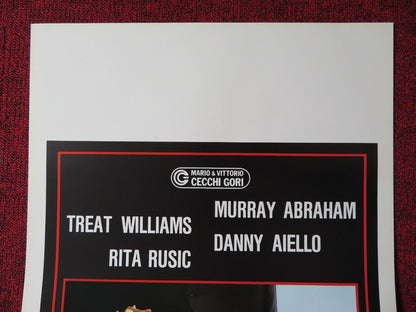 MARIO & VITTORIO
CECCHI GORI
TREAT WILLIAMS
MURRAY ABRAHAM
RITA RUSIC
DANNY AIELLO